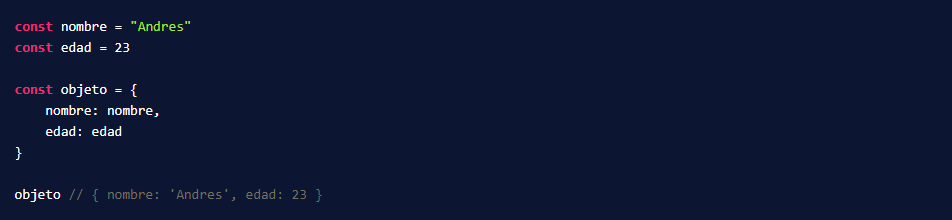 const nombre = "Andres"
const edad = 23
const objeto = {
    nombre: nombre,
    edad: edad
}
objeto // { nombre: 'Andres', edad: 23 }